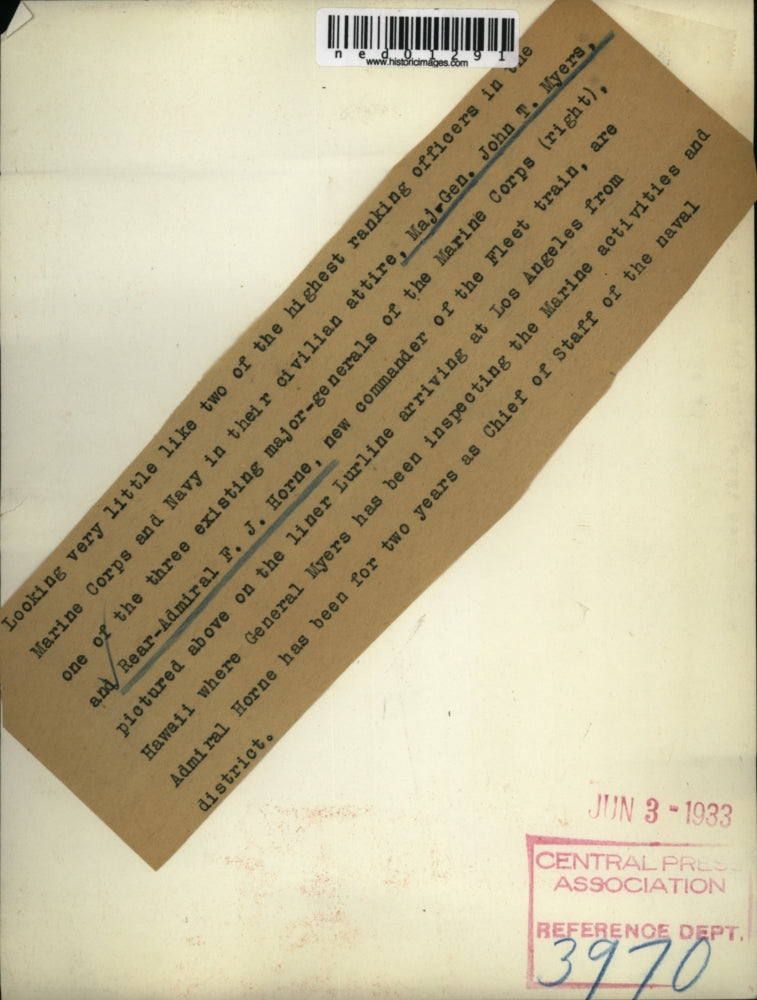 ned01291
www.historicimages.com
Looking very little like two of the highest ranking officers in the
Marine Corps and Navy in their civilian attire, Maj.Gen. John T. Myers,
one of the three existing major-generals of the Marine Corps (right),
and Rear-Admiral F. J. Horne, new commander of the Fleet train, are
pictured above on the liner Lurline arriving at Los Angeles from
Hawaii where General Myers has been inspecting the Marine activities and
Admiral Horne has been for two years as Chief of Staff of the naval
district.
JUN 3 - 1933
CENTRAL PRESS
ASSOCIATION
REFERENCE DEPT.
3970